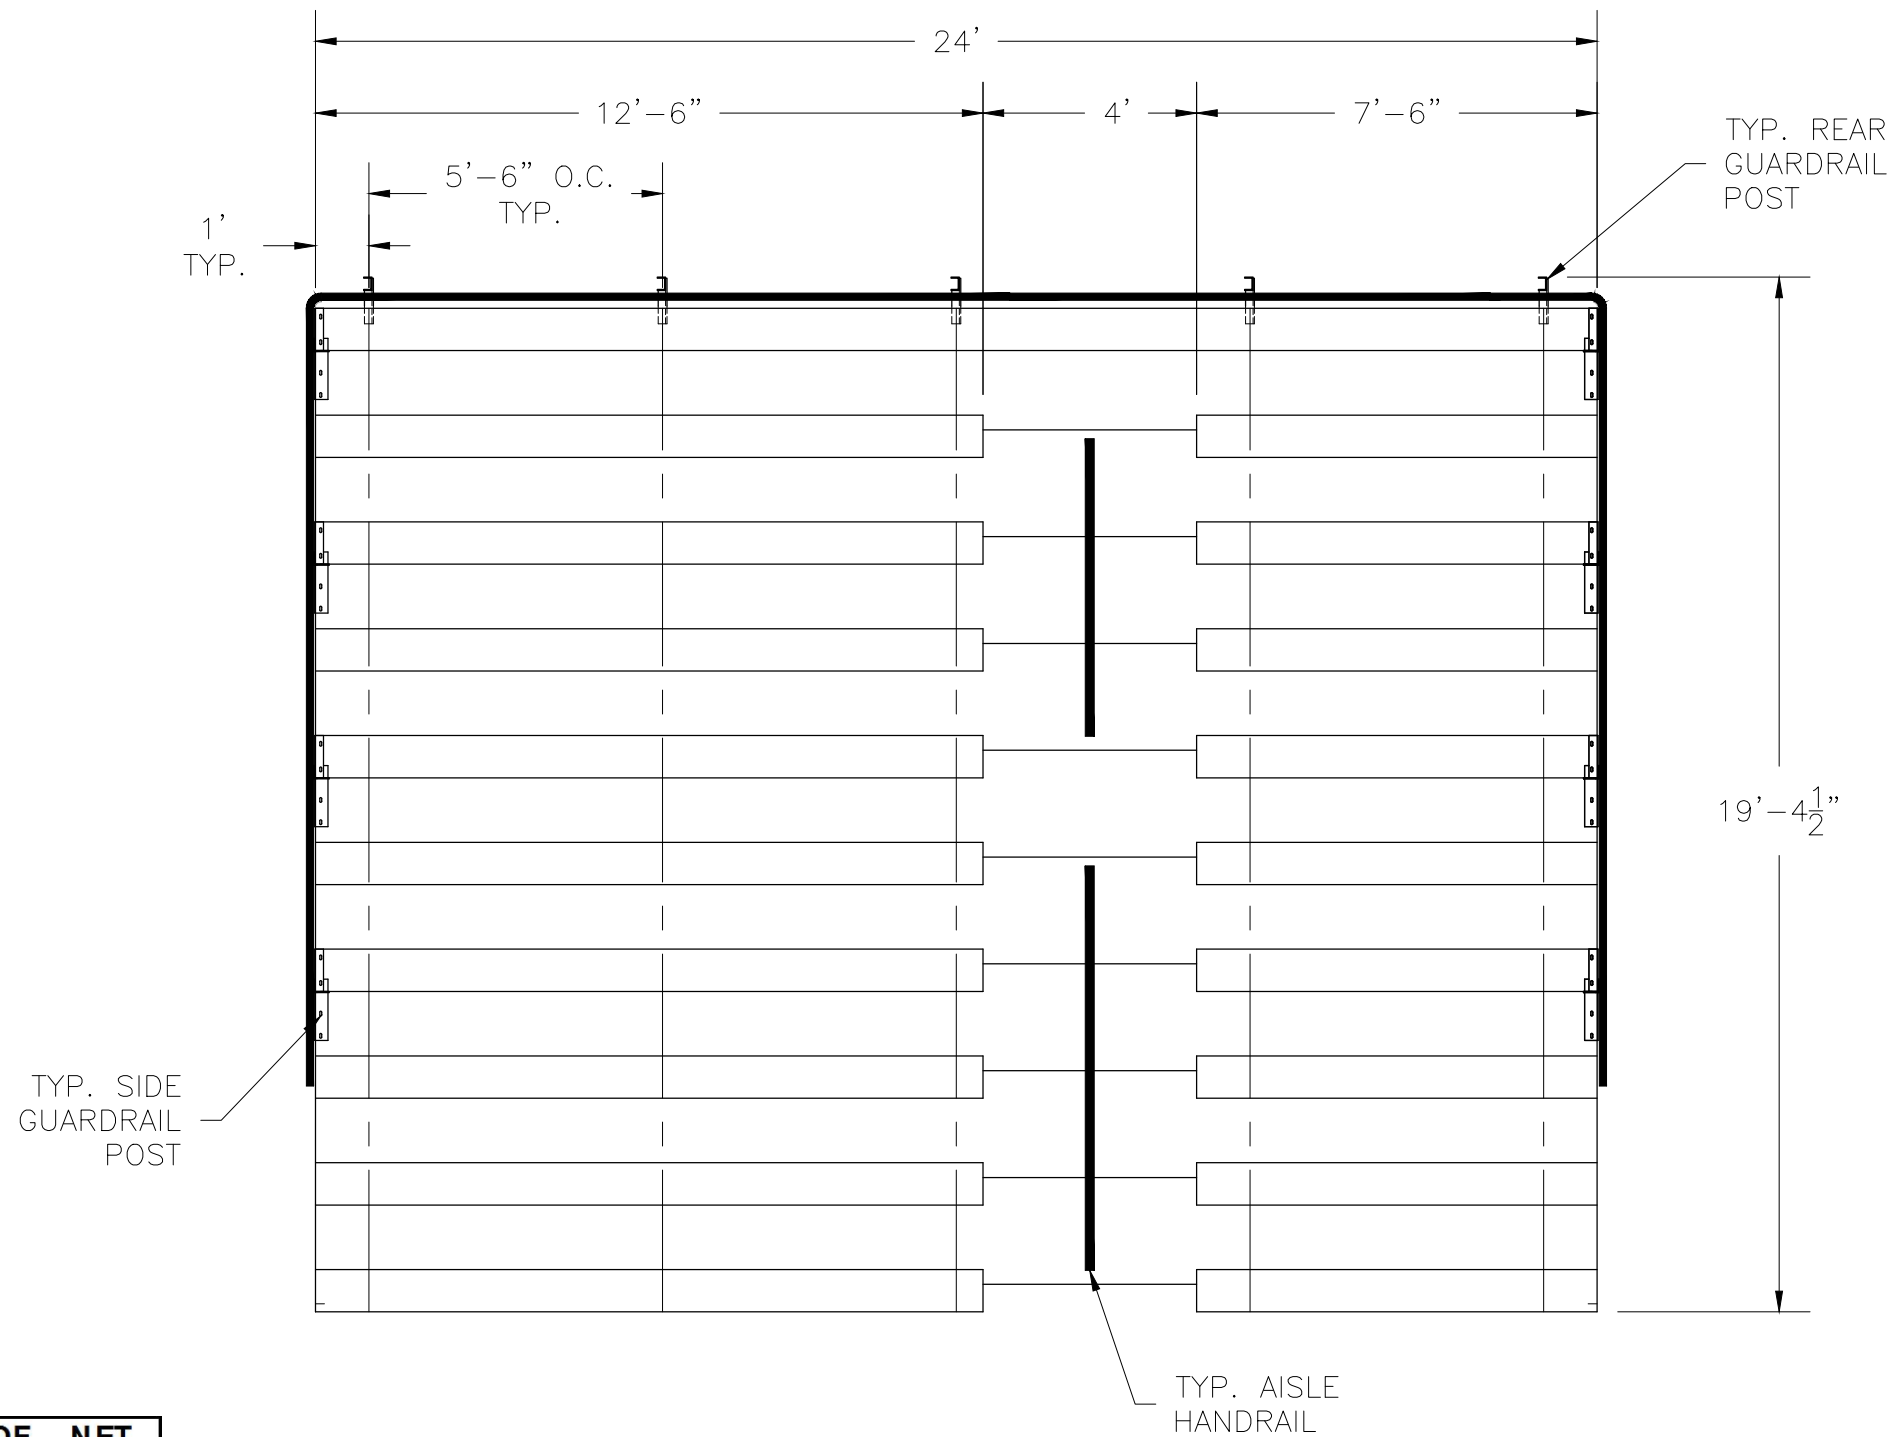 24'
12'-6"
4'
7'-6"
TYP. REAR
GUARDRAIL
POST
5'-6" O.C.
TYP.
1'
TYP.
19'-4½"
TYP. SIDE
GUARDRAIL
POST
TYP. AISLE
HANDRAIL
NET